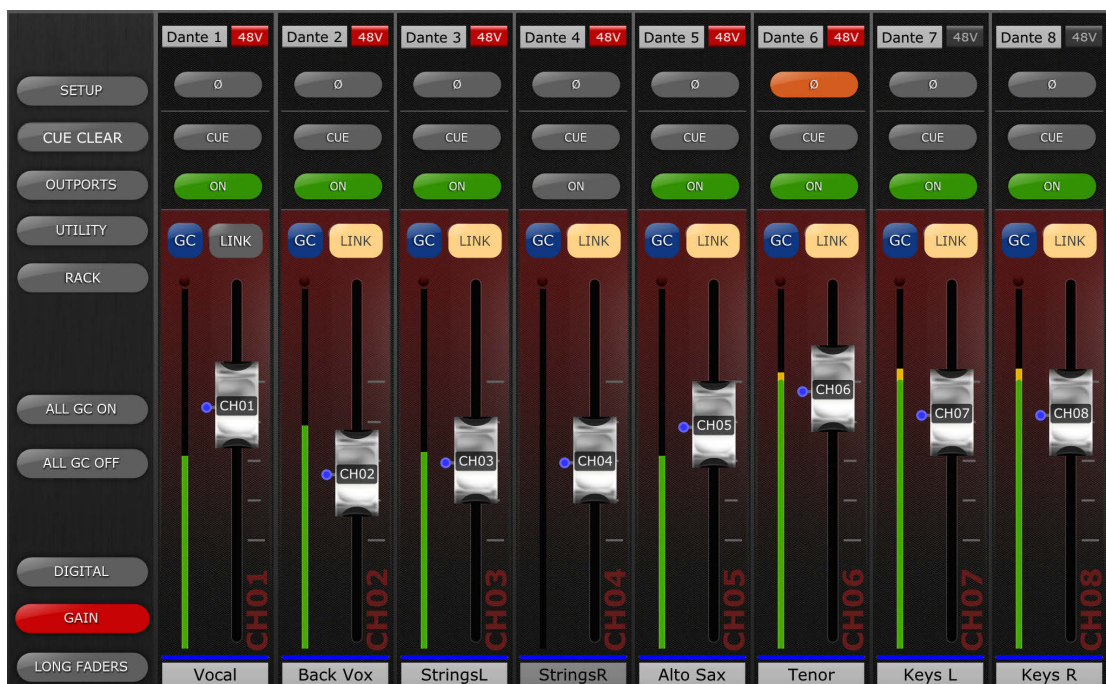 Dante 1 48V Dante 2 48V Dante 3 48V Dante 4 48V Dante 5 48V Dante 6 48V Dante 7 48V Dante 8 48V
SETUP Ø Ø Ø Ø Ø Ø Ø Ø
CUE CLEAR CUE CUE CUE CUE CUE CUE CUE CUE
OUTPORTS ON ON ON ON ON ON ON ON
UTILITY GC LINK GC LINK GC LINK GC LINK GC LINK GC LINK GC LINK GC LINK
RACK
ALL GC ON CH01 CH02 CH03 CH04 CH05 CH06 CH07 CH08
ALL GC OFF
DIGITAL
GAIN CH01 CH02 CH03 CH04 CH05 CH06 CH07 CH08
LONG FADERS Vocal Back Vox StringsL StringsR Alto Sax Tenor Keys L Keys R